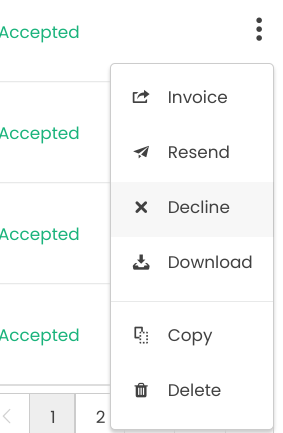 Accepted
Invoice
Resend
Accepted
Decline
Accepted
Download
Accepted
Copy
Delete
1 2